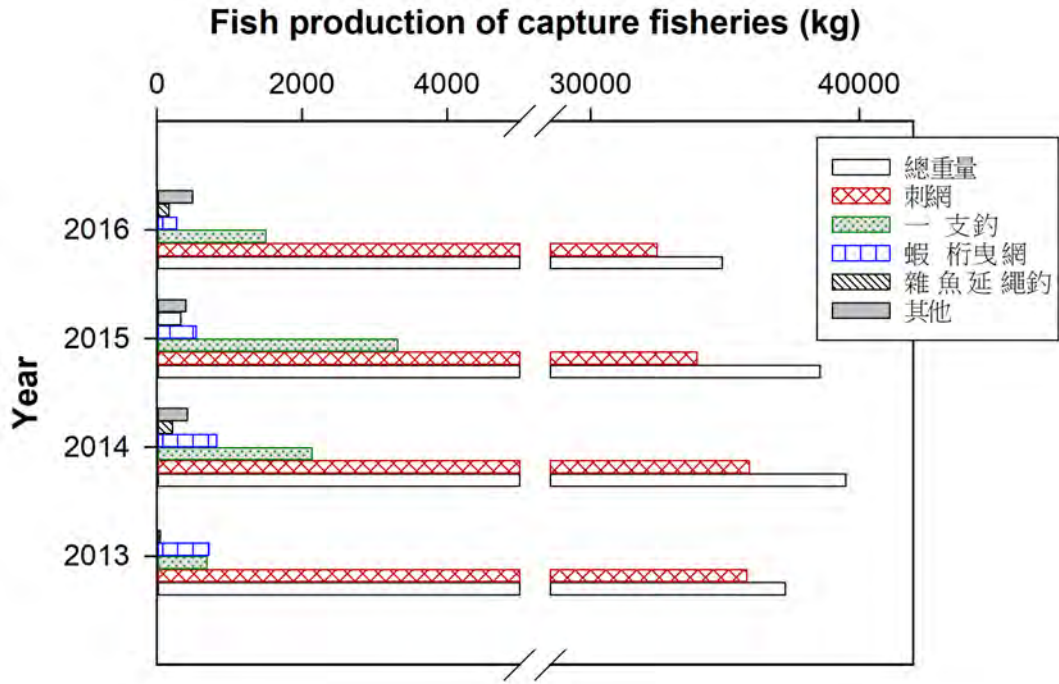 Fish production of capture fisheries (kg)
0 2000 4000 30000 40000
總重量
刺網
一 支釣
蝦 桁曳網
雜 魚延 繩釣
其他
2016
2015
2014
2013
Year